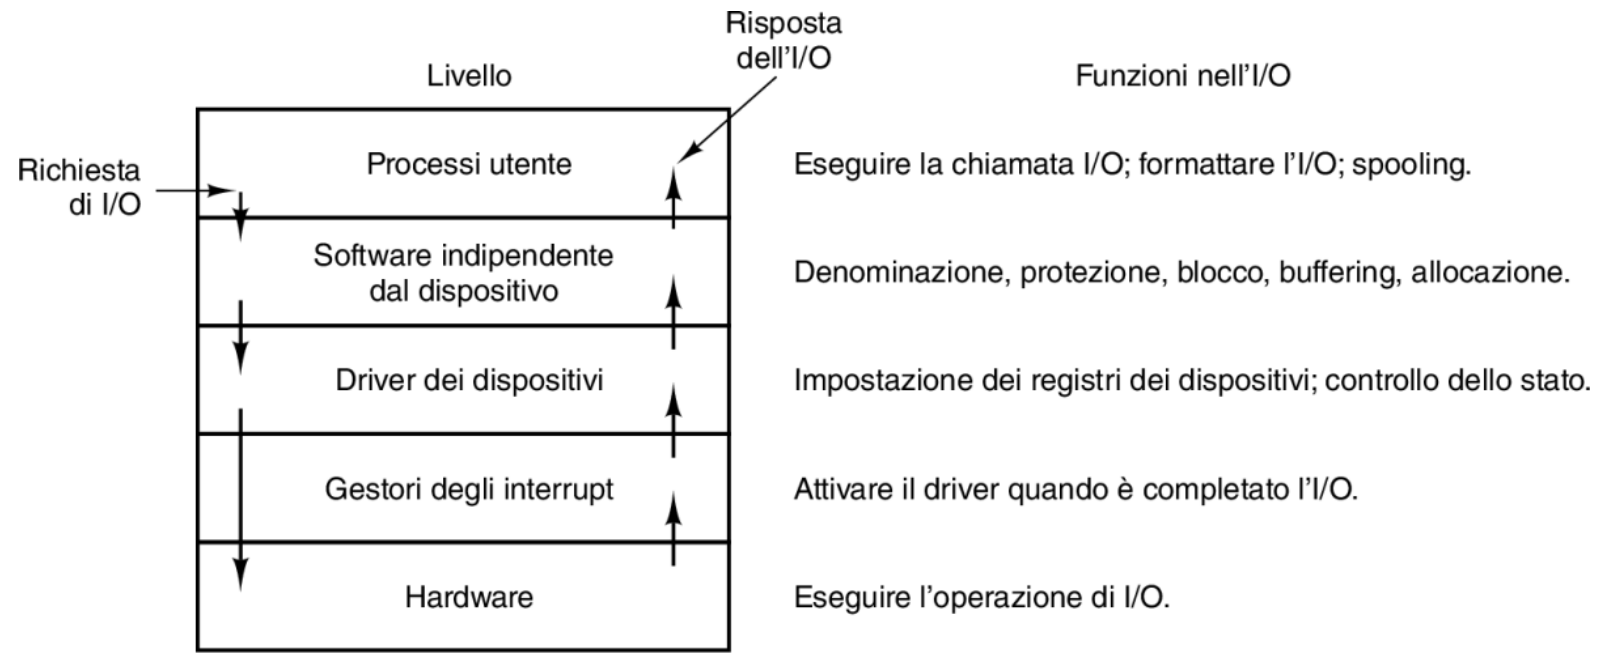 Risposta
dell'I/O
Livello
Funzioni nell'I/O
Richiesta
di I/O
Processi utente
Eseguire la chiamata I/O; formattare l'I/O; spooling.
Software indipendente
dal dispositivo
Denominazione, protezione, blocco, buffering, allocazione.
Driver dei dispositivi
Impostazione dei registri dei dispositivi; controllo dello stato.
Gestori degli interrupt
Attivare il driver quando è completato l'I/O.
Hardware
Eseguire l'operazione di I/O.